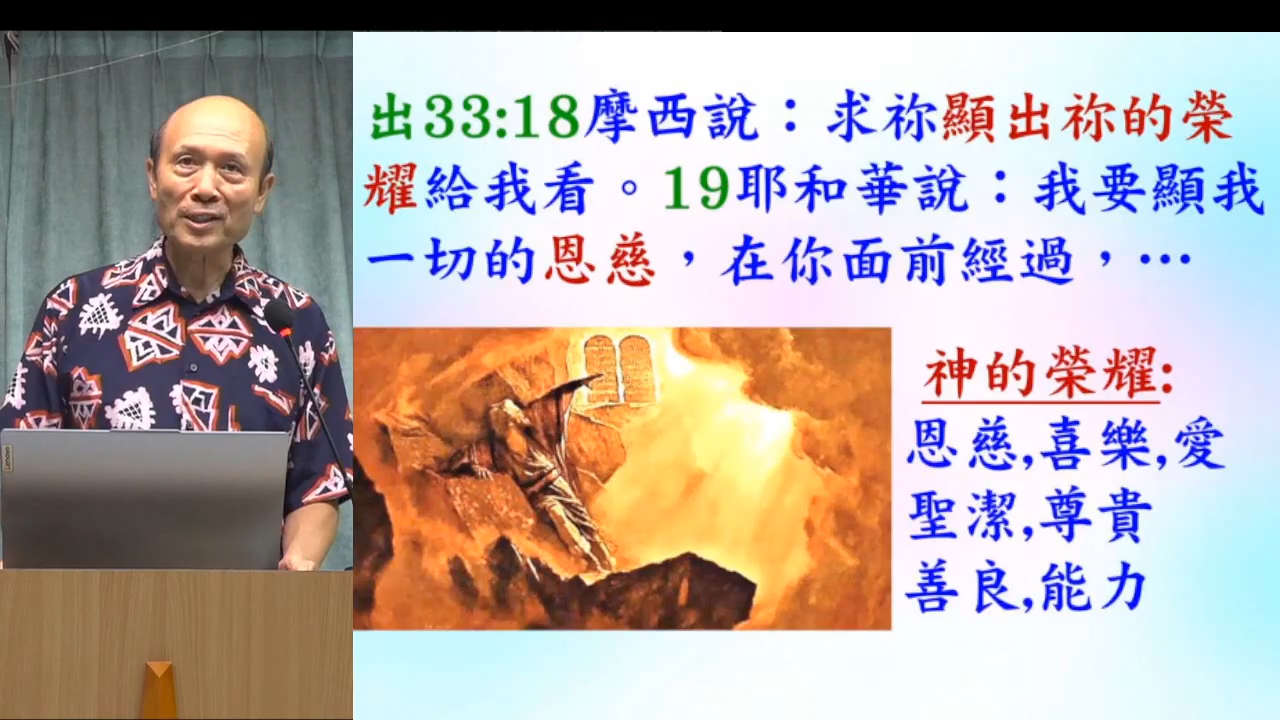 出33:18摩西說：求祢顯出祢的榮
耀給我看。19耶和華說：我要顯我
一切的恩慈，在你面前經過，…
神的榮耀:
恩慈,喜樂,愛
聖潔,尊貴
善良,能力
Lenovo